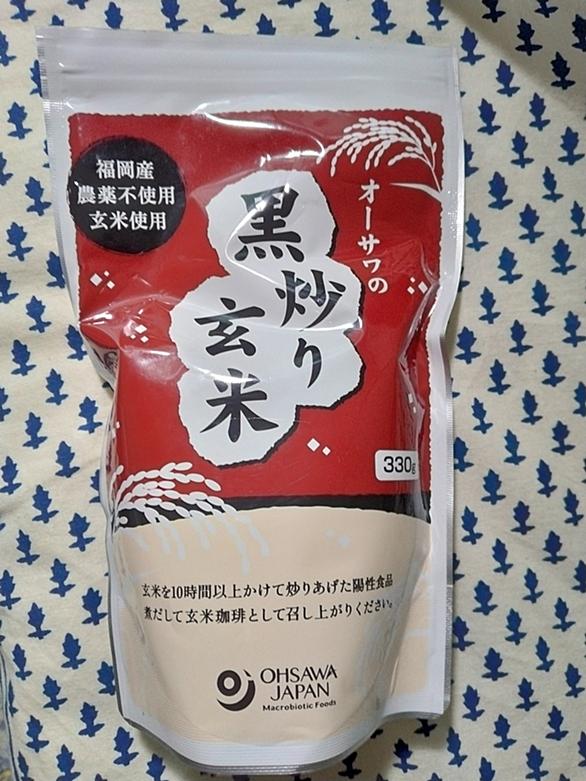 福岡産
農薬不使用
玄米使用
オーサワの
黒炒り
玄米
330g
玄米を10時間以上かけて炒りあげた陽性食品
煮だして玄米珈琲として召し上がりください。
OHSAWA
JAPAN
Macrobiotic Foods